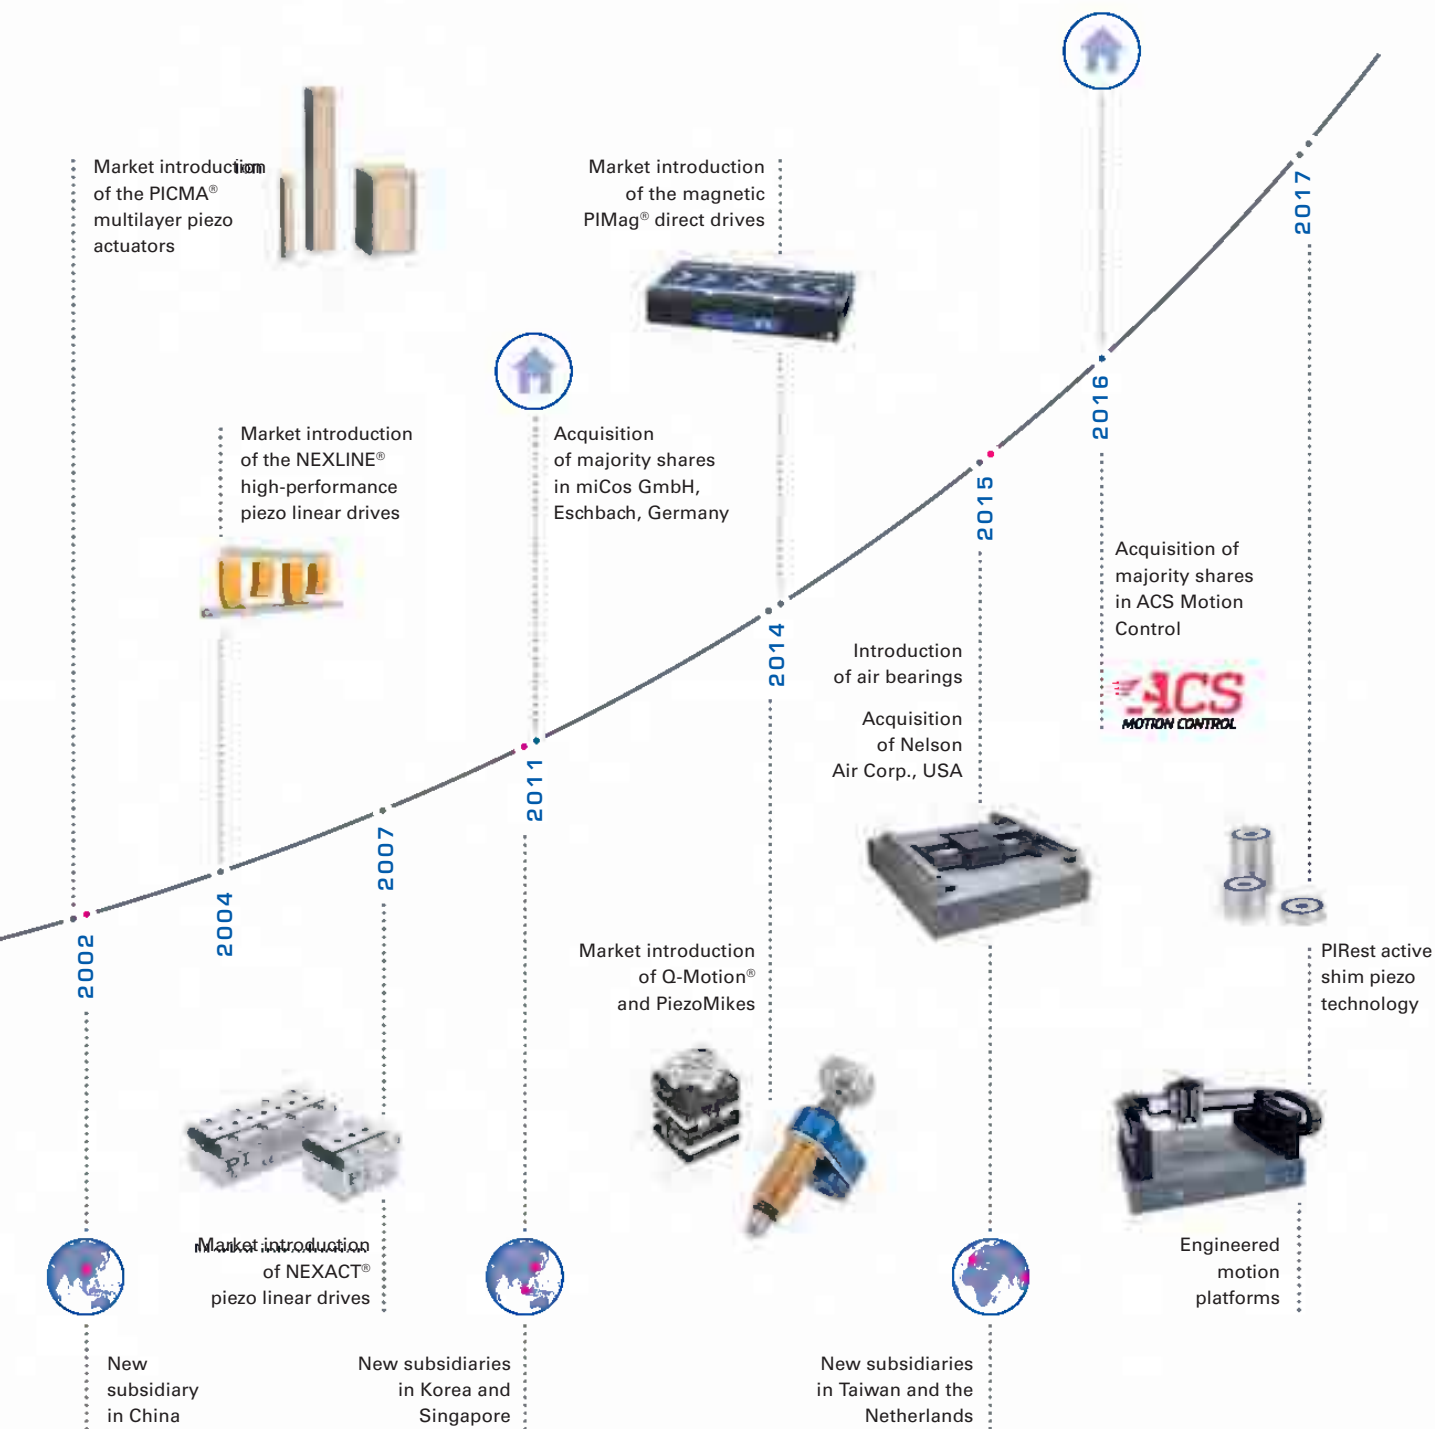 Market introduction
of the PICMA®
multilayer piezo
actuators
Market introduction
of the NEXLINE®
high-performance
piezo linear drives
Acquisition
of majority shares
in miCos GmbH,
Eschbach, Germany
Market introduction
of the magnetic
PIMag® direct drives
2002
2004
2007
2011
2014
2015
2016
2017
Introduction
of air bearings
Acquisition
of Nelson
Air Corp., USA
Acquisition of
majority shares
in ACS Motion
Control
ACS
MOTION CONTROL
Market introduction
of Q-Motion®
and PiezoMikes
PIRest active
shim piezo
technology
PI
PI
Market introduction
of NEXACT®
piezo linear drives
Engineered
motion
platforms
New
subsidiary
in China
New subsidiaries
in Korea and
Singapore
New subsidiaries
in Taiwan and the
Netherlands